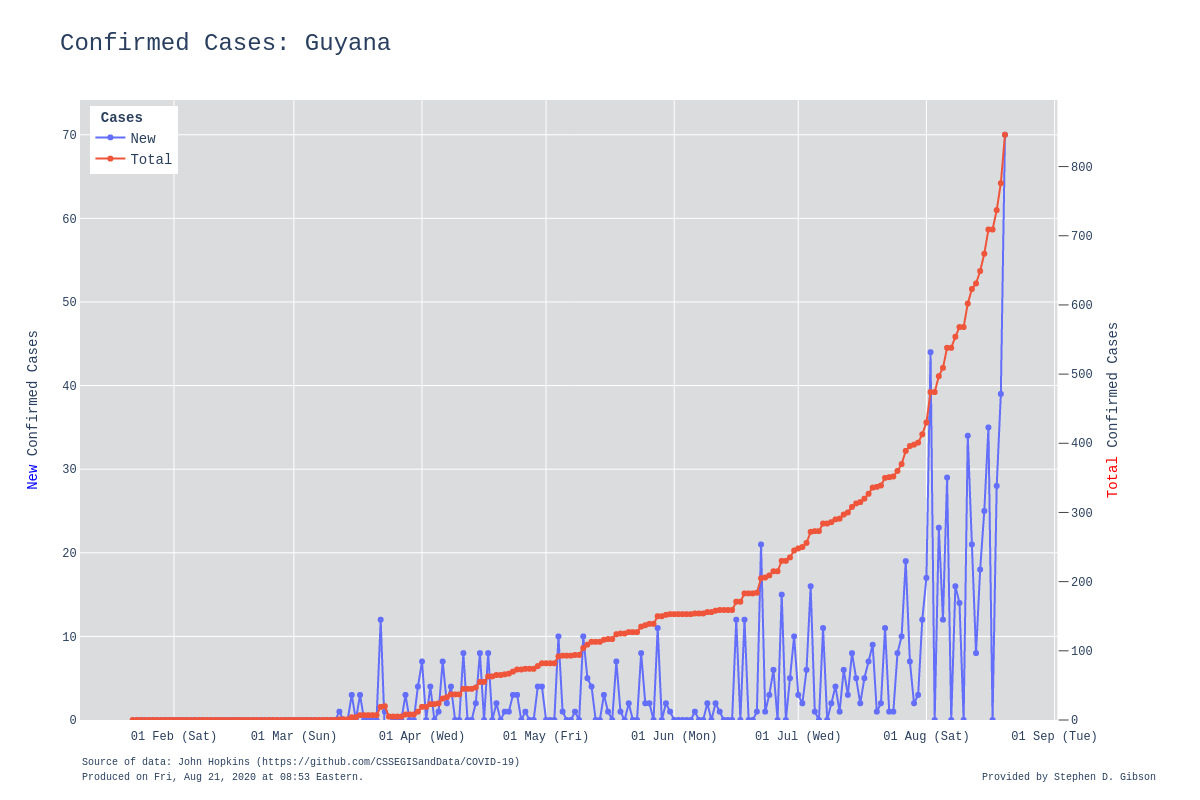 Confirmed Cases: Guyana
Cases
New
Total
70
60
50
40
30
20
10
0
800
700
600
500
400
300
200
100
0
New Confirmed Cases
Total Confirmed Cases
01 Feb (Sat)
01 Mar (Sun)
01 Apr (Wed)
01 May (Fri)
01 Jun (Mon)
01 Jul (Wed)
01 Aug (Sat)
01 Sep (Tue)
Source of data: John Hopkins (https://github.com/CSSEGISandData/COVID-19)
Produced on Fri, Aug 21, 2020 at 08:53 Eastern.
Provided by Stephen D. Gibson